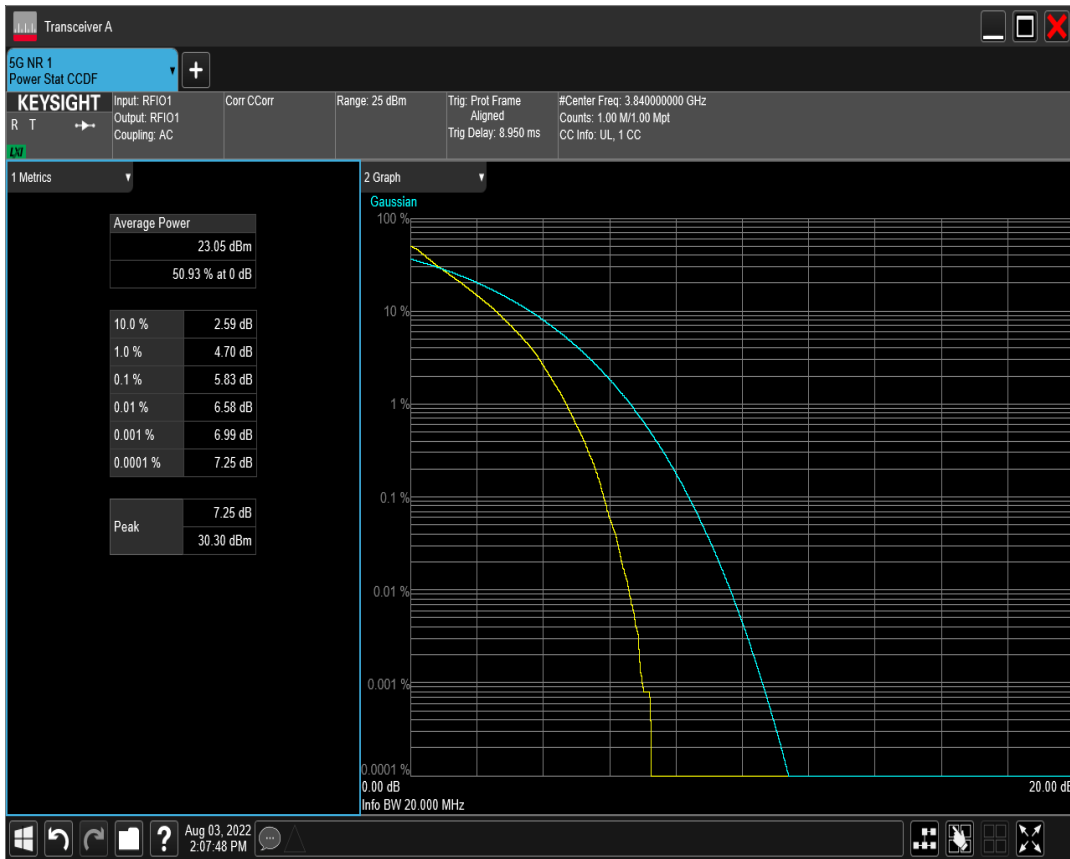 Transceiver A
5G NR 1
Power Stat CCDF
KEYSIGHT
R T
LXI
Input: RFIO1
Output: RFIO1
Coupling: AC
Corr CCorr
Range: 25 dBm
Trig: Prot Frame
Aligned
Trig Delay: 8.950 ms
#Center Freq: 3.840000000 GHz
Counts: 1.00 M/1.00 Mpt
CC Info: UL, 1 CC
1 Metrics
Average Power
23.05 dBm
50.93 % at 0 dB
10.0 % 2.59 dB
1.0 % 4.70 dB
0.1 % 5.83 dB
0.01 % 6.58 dB
0.001 % 6.99 dB
0.0001 % 7.25 dB
Peak
7.25 dB
30.30 dBm
2 Graph
Gaussian
100 %
10 %
1 %
0.1 %
0.01 %
0.001 %
0.0001 %
0.00 dB
20.00 dB
Info BW 20.000 MHz
?
Aug 03, 2022
2:07:48 PM